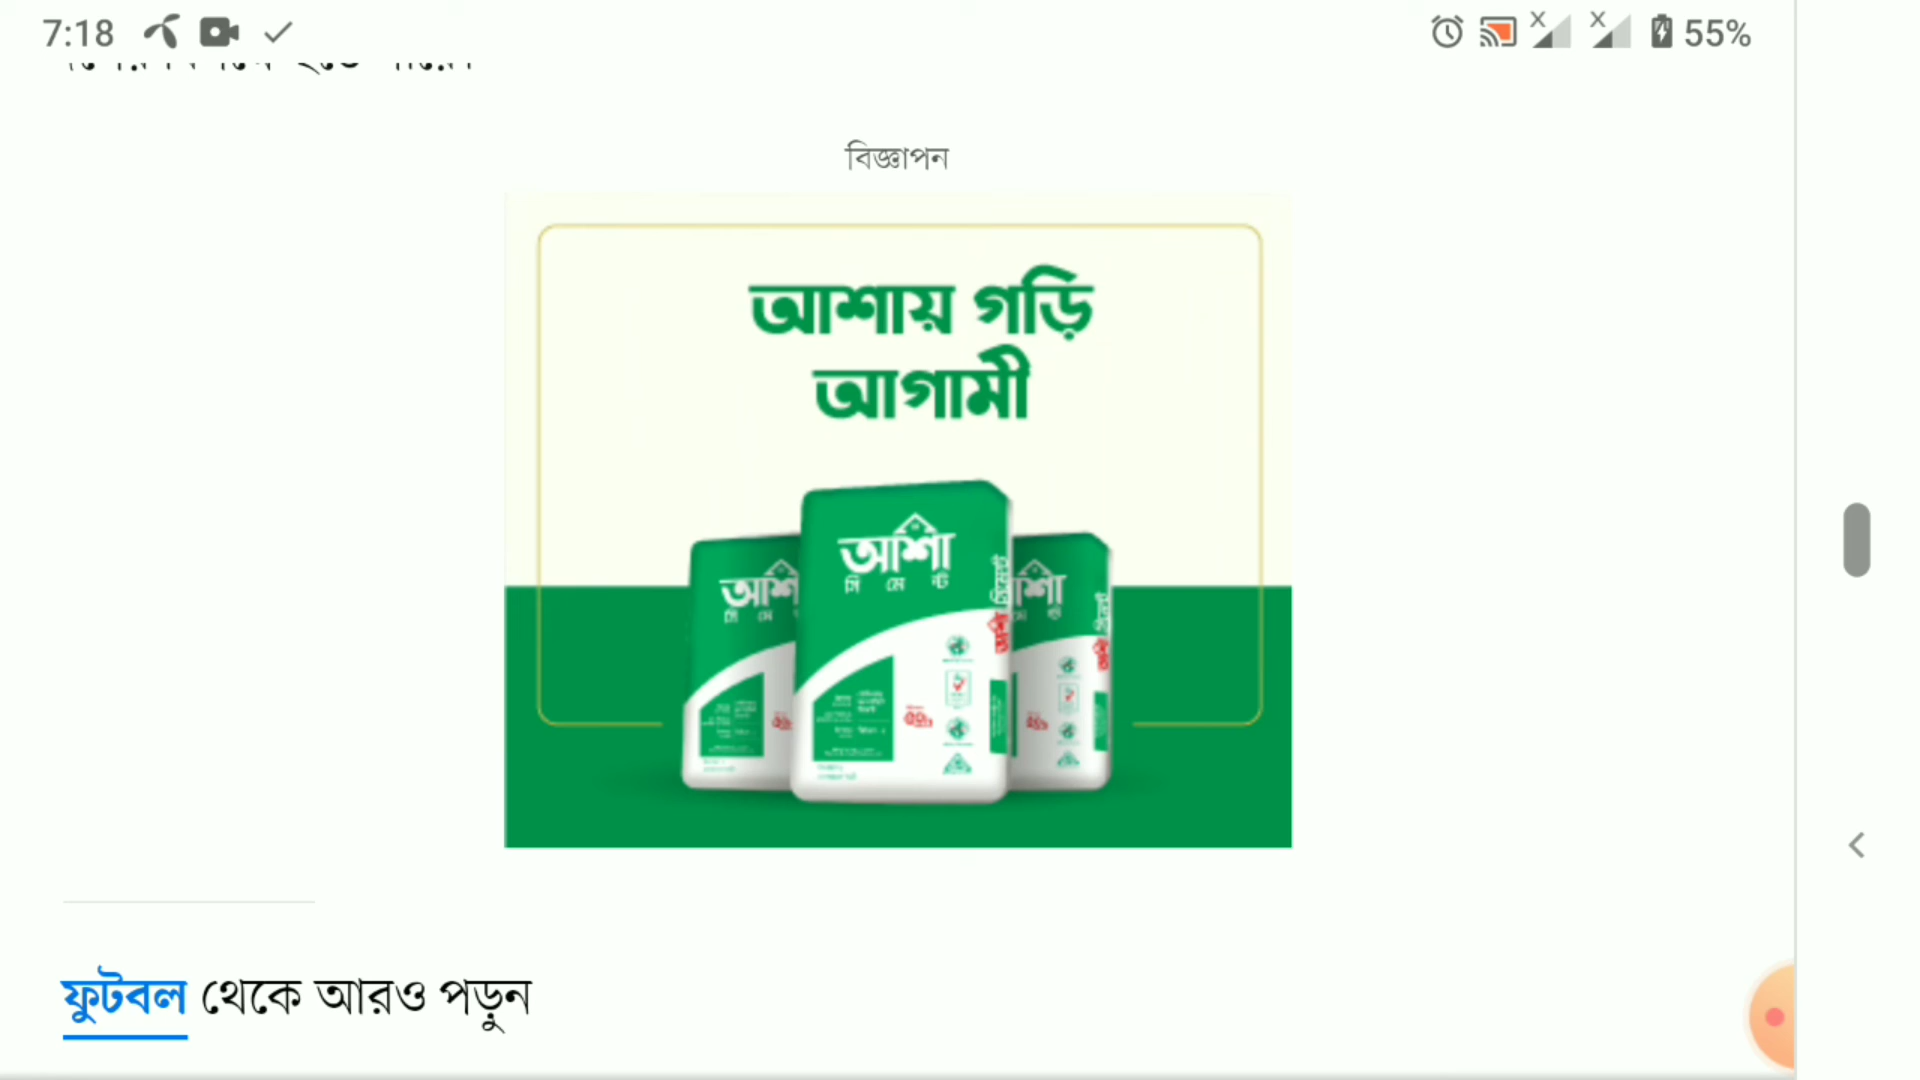 7:18
55%
বিজ্ঞাপন
আশায় গড়ি
আগামী
আশা
সিমেন্ট
ফুটবল থেকে আরও পড়ুন